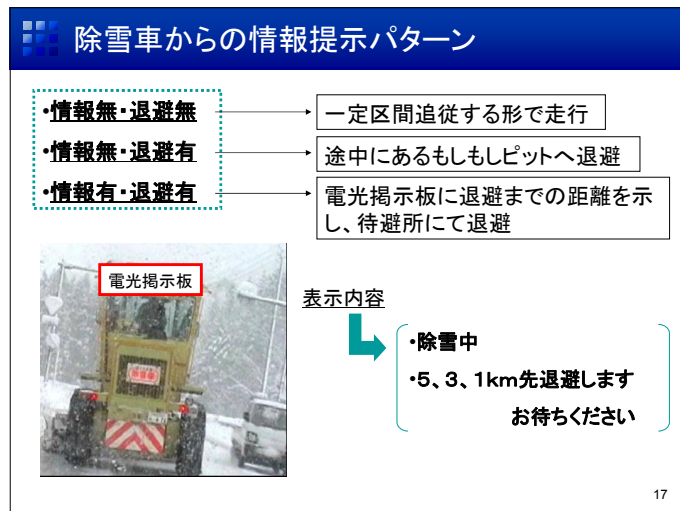 除雪車からの情報提示パターン
・情報無・退避無
一定区間追従する形で走行
・情報無・退避有
途中にあるもしもしピットへ退避
・情報有・退避有
電光掲示板に退避までの距離を示
し、待避所にて退避
電光掲示板
除雪車
表示内容
・除雪中
・5、3、1km先退避します
お待ちください
17